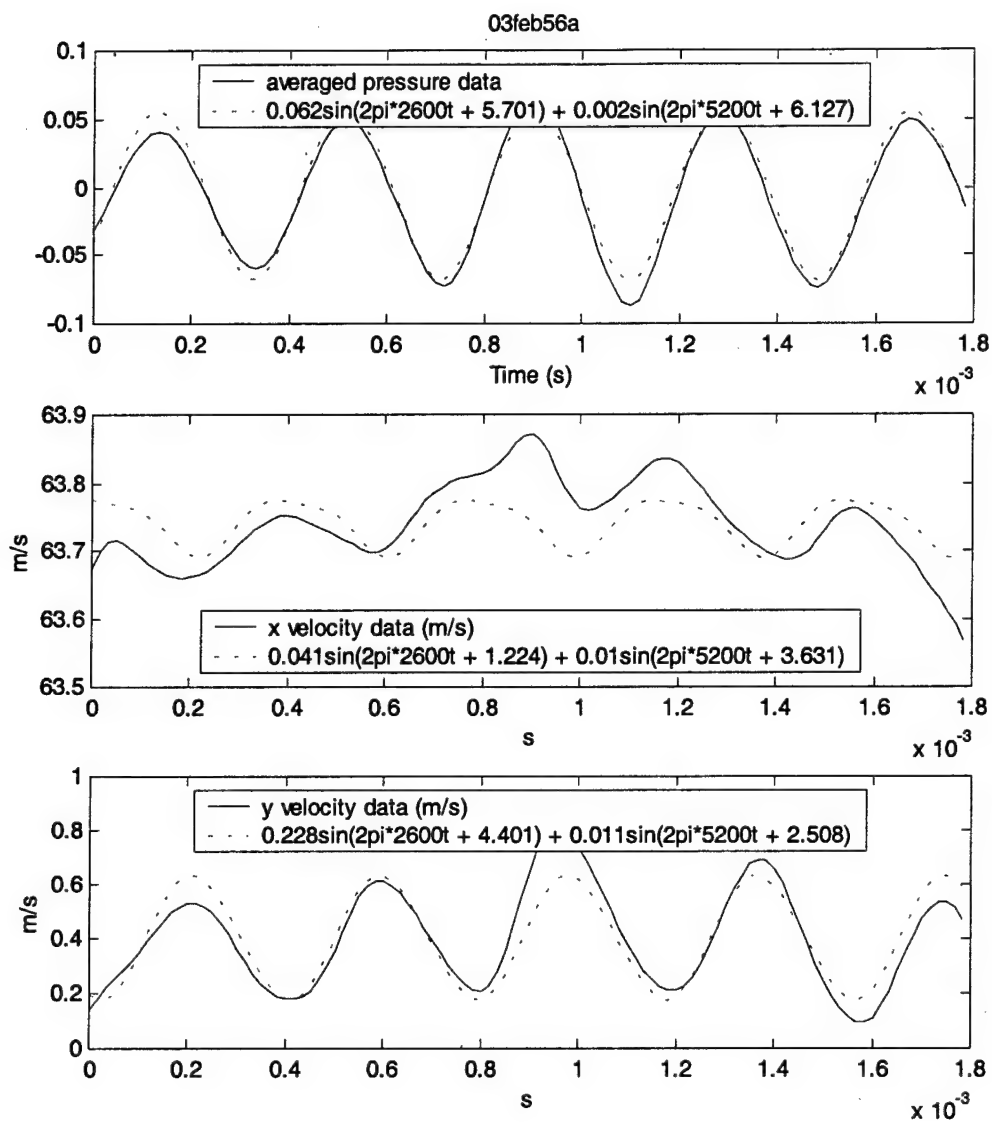 03feb56a
0.1
0.05
0
-0.05
-0.1
averaged pressure data
0.062sin(2pi*2600t + 5.701) + 0.002sin(2pi*5200t + 6.127)
0 0.2 0.4 0.6 0.8 1 1.2 1.4 1.6 1.8
Time (s)
x 10-3
63.9
63.8
63.7
63.6
63.5
m/s
x velocity data (m/s)
0.041sin(2pi*2600t + 1.224) + 0.01sin(2pi*5200t + 3.631)
0 0.2 0.4 0.6 0.8 1 1.2 1.4 1.6 1.8
s
x 10-3
1
0.8
0.6
0.4
0.2
0
m/s
y velocity data (m/s)
0.228sin(2pi*2600t + 4.401) + 0.011sin(2pi*5200t + 2.508)
0 0.2 0.4 0.6 0.8 1 1.2 1.4 1.6 1.8
s
x 10-3